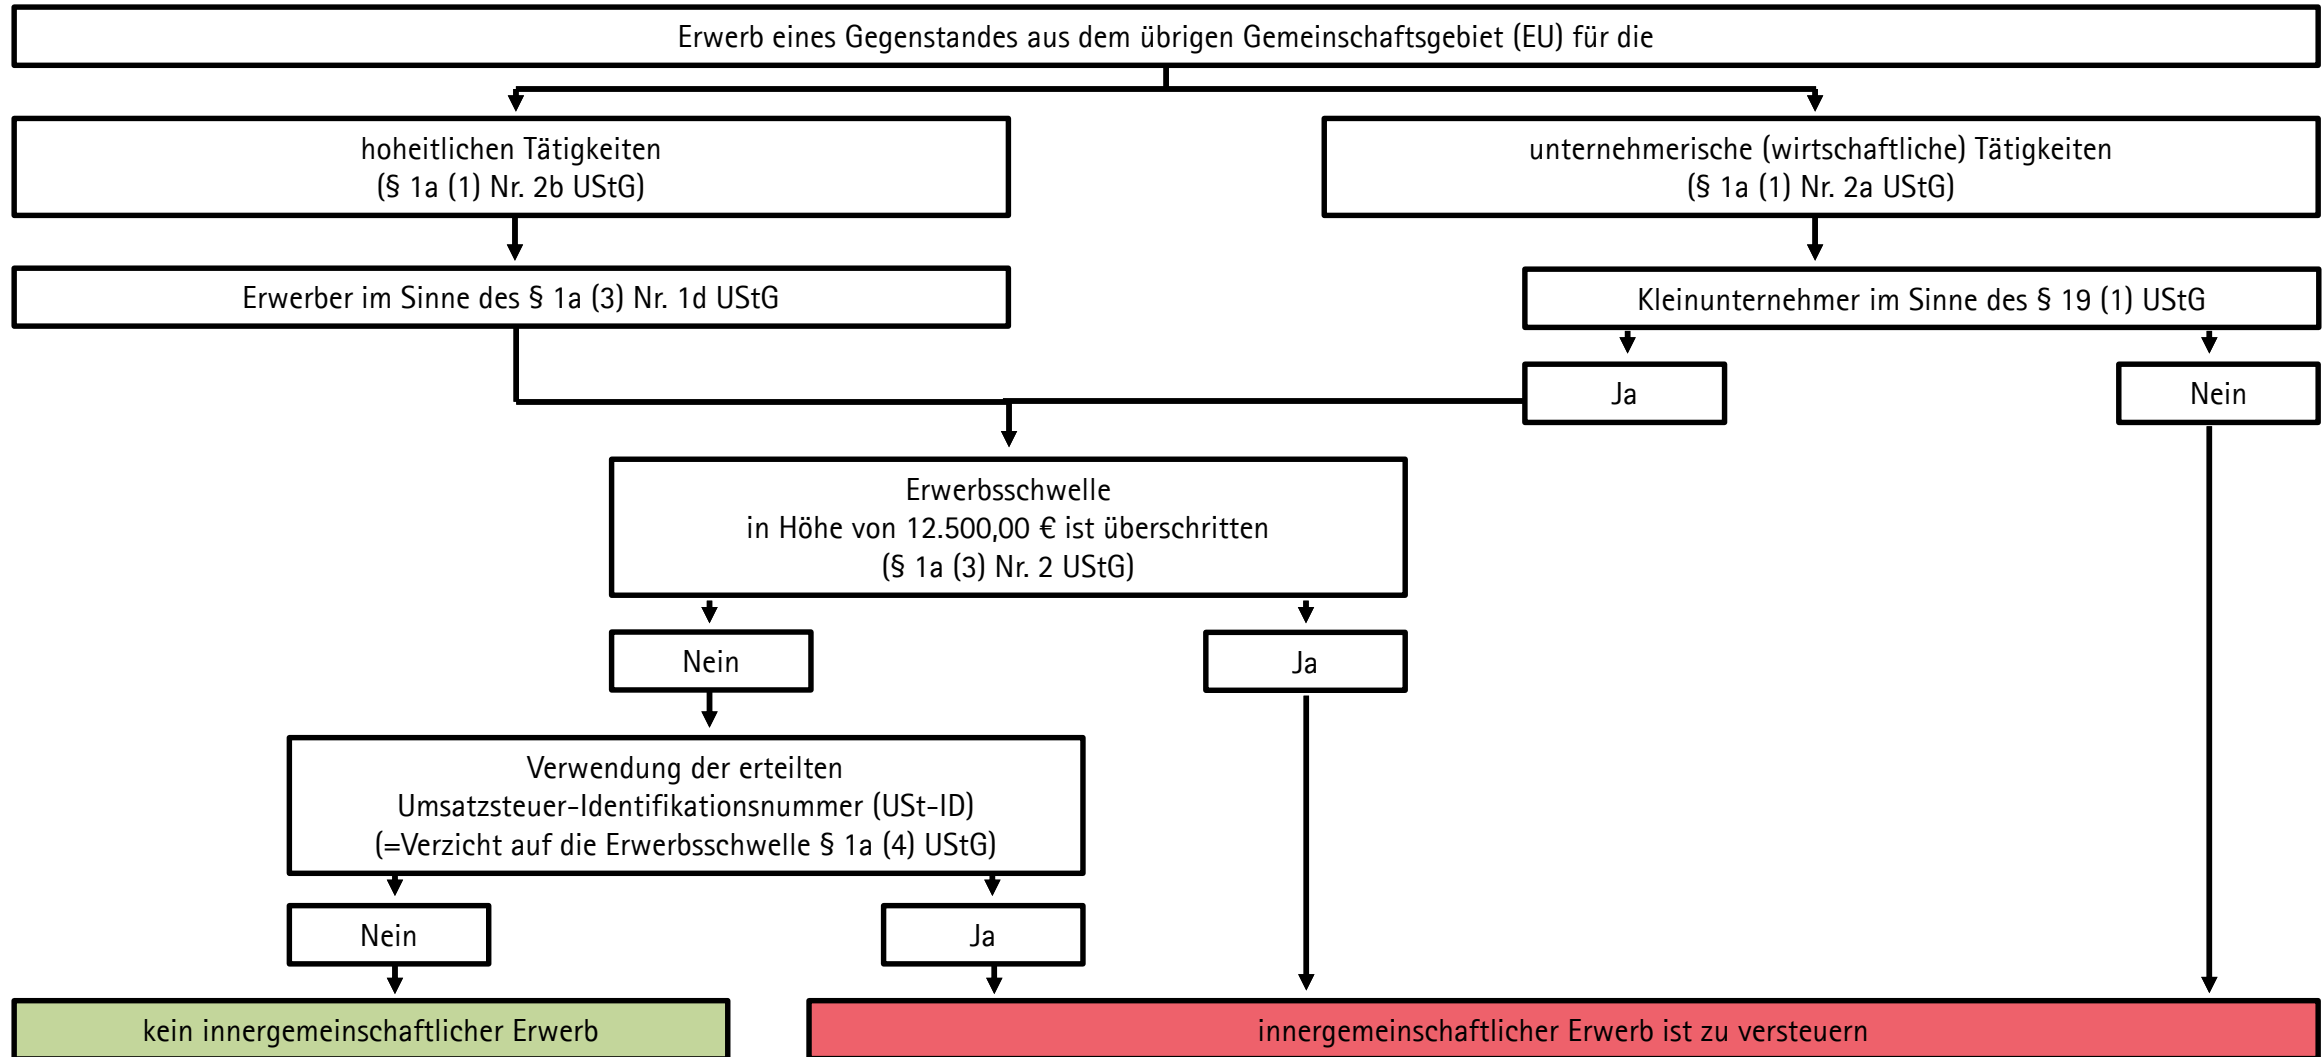 Erwerb eines Gegenstandes aus dem übrigen Gemeinschaftsgebiet (EU) für die
hoheitlichen Tätigkeiten
(§ 1a (1) Nr. 2b UStG)
unternehmerische (wirtschaftliche) Tätigkeiten
(§ 1a (1) Nr. 2a UStG)
Erwerber im Sinne des § 1a (3) Nr. 1d UStG
Kleinunternehmer im Sinne des § 19 (1) UStG
Ja
Nein
Erwerbsschwelle
in Höhe von 12.500,00 € ist überschritten
(§ 1a (3) Nr. 2 UStG)
Nein
Ja
Verwendung der erteilten
Umsatzsteuer-Identifikationsnummer (USt-ID)
(=Verzicht auf die Erwerbsschwelle § 1a (4) UStG)
Nein
Ja
kein innergemeinschaftlicher Erwerb
innergemeinschaftlicher Erwerb ist zu versteuern